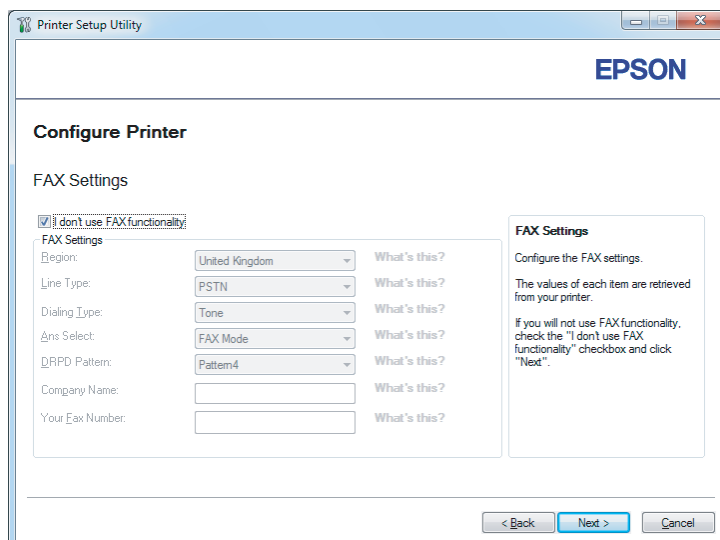 Printer Setup Utility
EPSON
Configure Printer
FAX Settings
I don't use FAX functionality
FAX Settings
Region: United Kingdom What's this?
Line Type: PSTN What's this?
Dialing Type: Tone What's this?
Ans Select: FAX Mode What's this?
DRPD Pattern: Pattern4 What's this?
Company Name: What's this?
Your Fax Number: What's this?
FAX Settings
Configure the FAX settings.
The values of each item are retrieved
from your printer.
If you will not use FAX functionality,
check the "I don't use FAX
functionality" checkbox and click
"Next".
< Back Next > Cancel